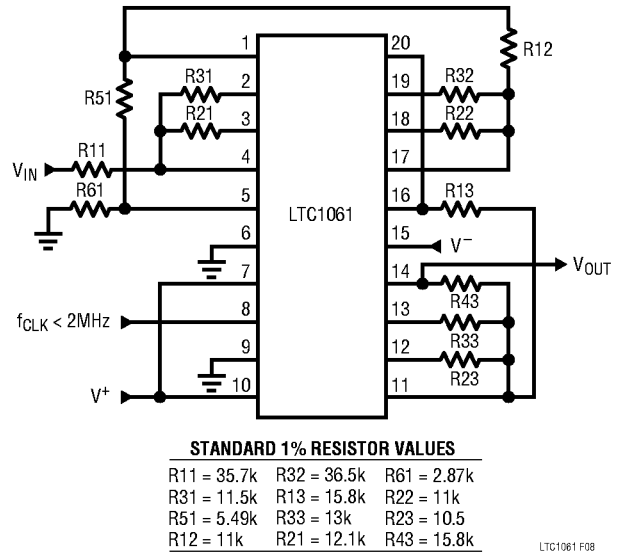 R12
1
20
R31
2
19
R32
R51
R21
3
18
R22
VIN
R11
4
17
R61
5
16
R13
LTC1061
6
15
V−
7
14
VOUT
R43
fCLK < 2MHz
8
13
R33
9
12
R23
V+
10
11
STANDARD 1% RESISTOR VALUES
R11 = 35.7k R32 = 36.5k R61 = 2.87k
R31 = 11.5k R13 = 15.8k R22 = 11k
R51 = 5.49k R33 = 13k R23 = 10.5
R12 = 11k R21 = 12.1k R43 = 15.8k
LTC1061 F08